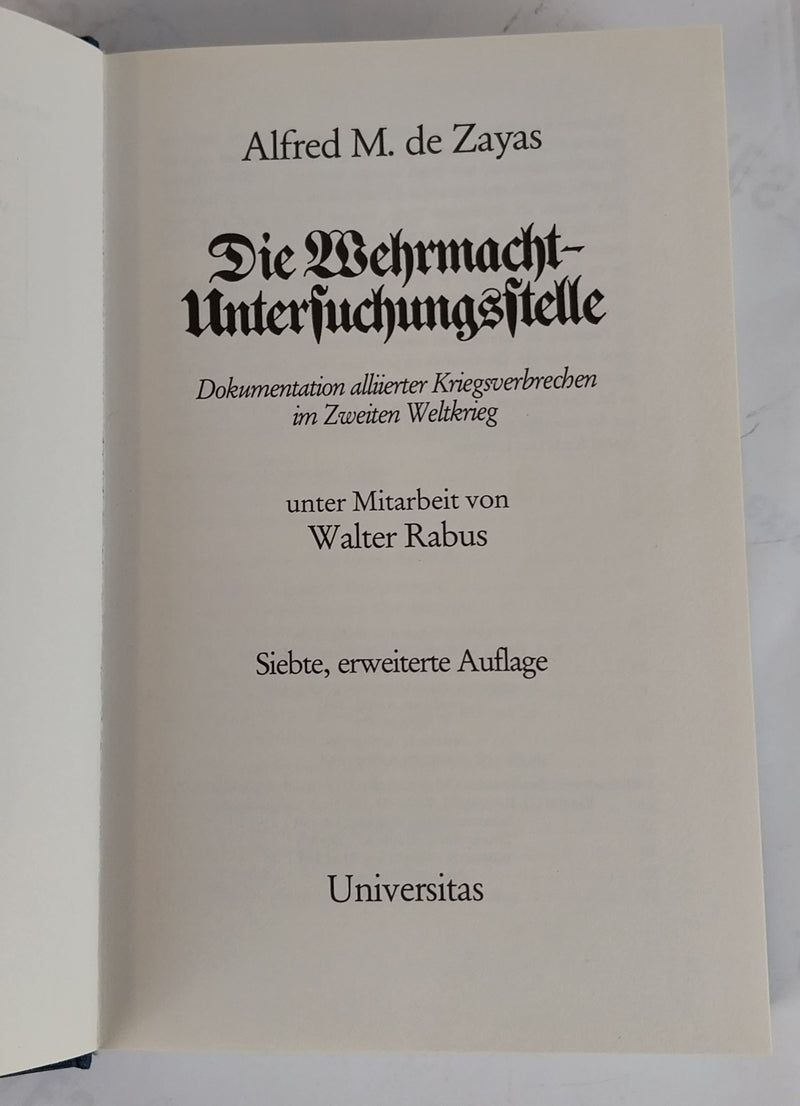 Alfred M. de Zayas
Die Wehrmacht-
Unterſuchungsſtelle
Dokumentation alliierter Kriegsverbrechen
im Zweiten Weltkrieg
unter Mitarbeit von
Walter Rabus
Siebte, erweiterte Auflage
Universitas